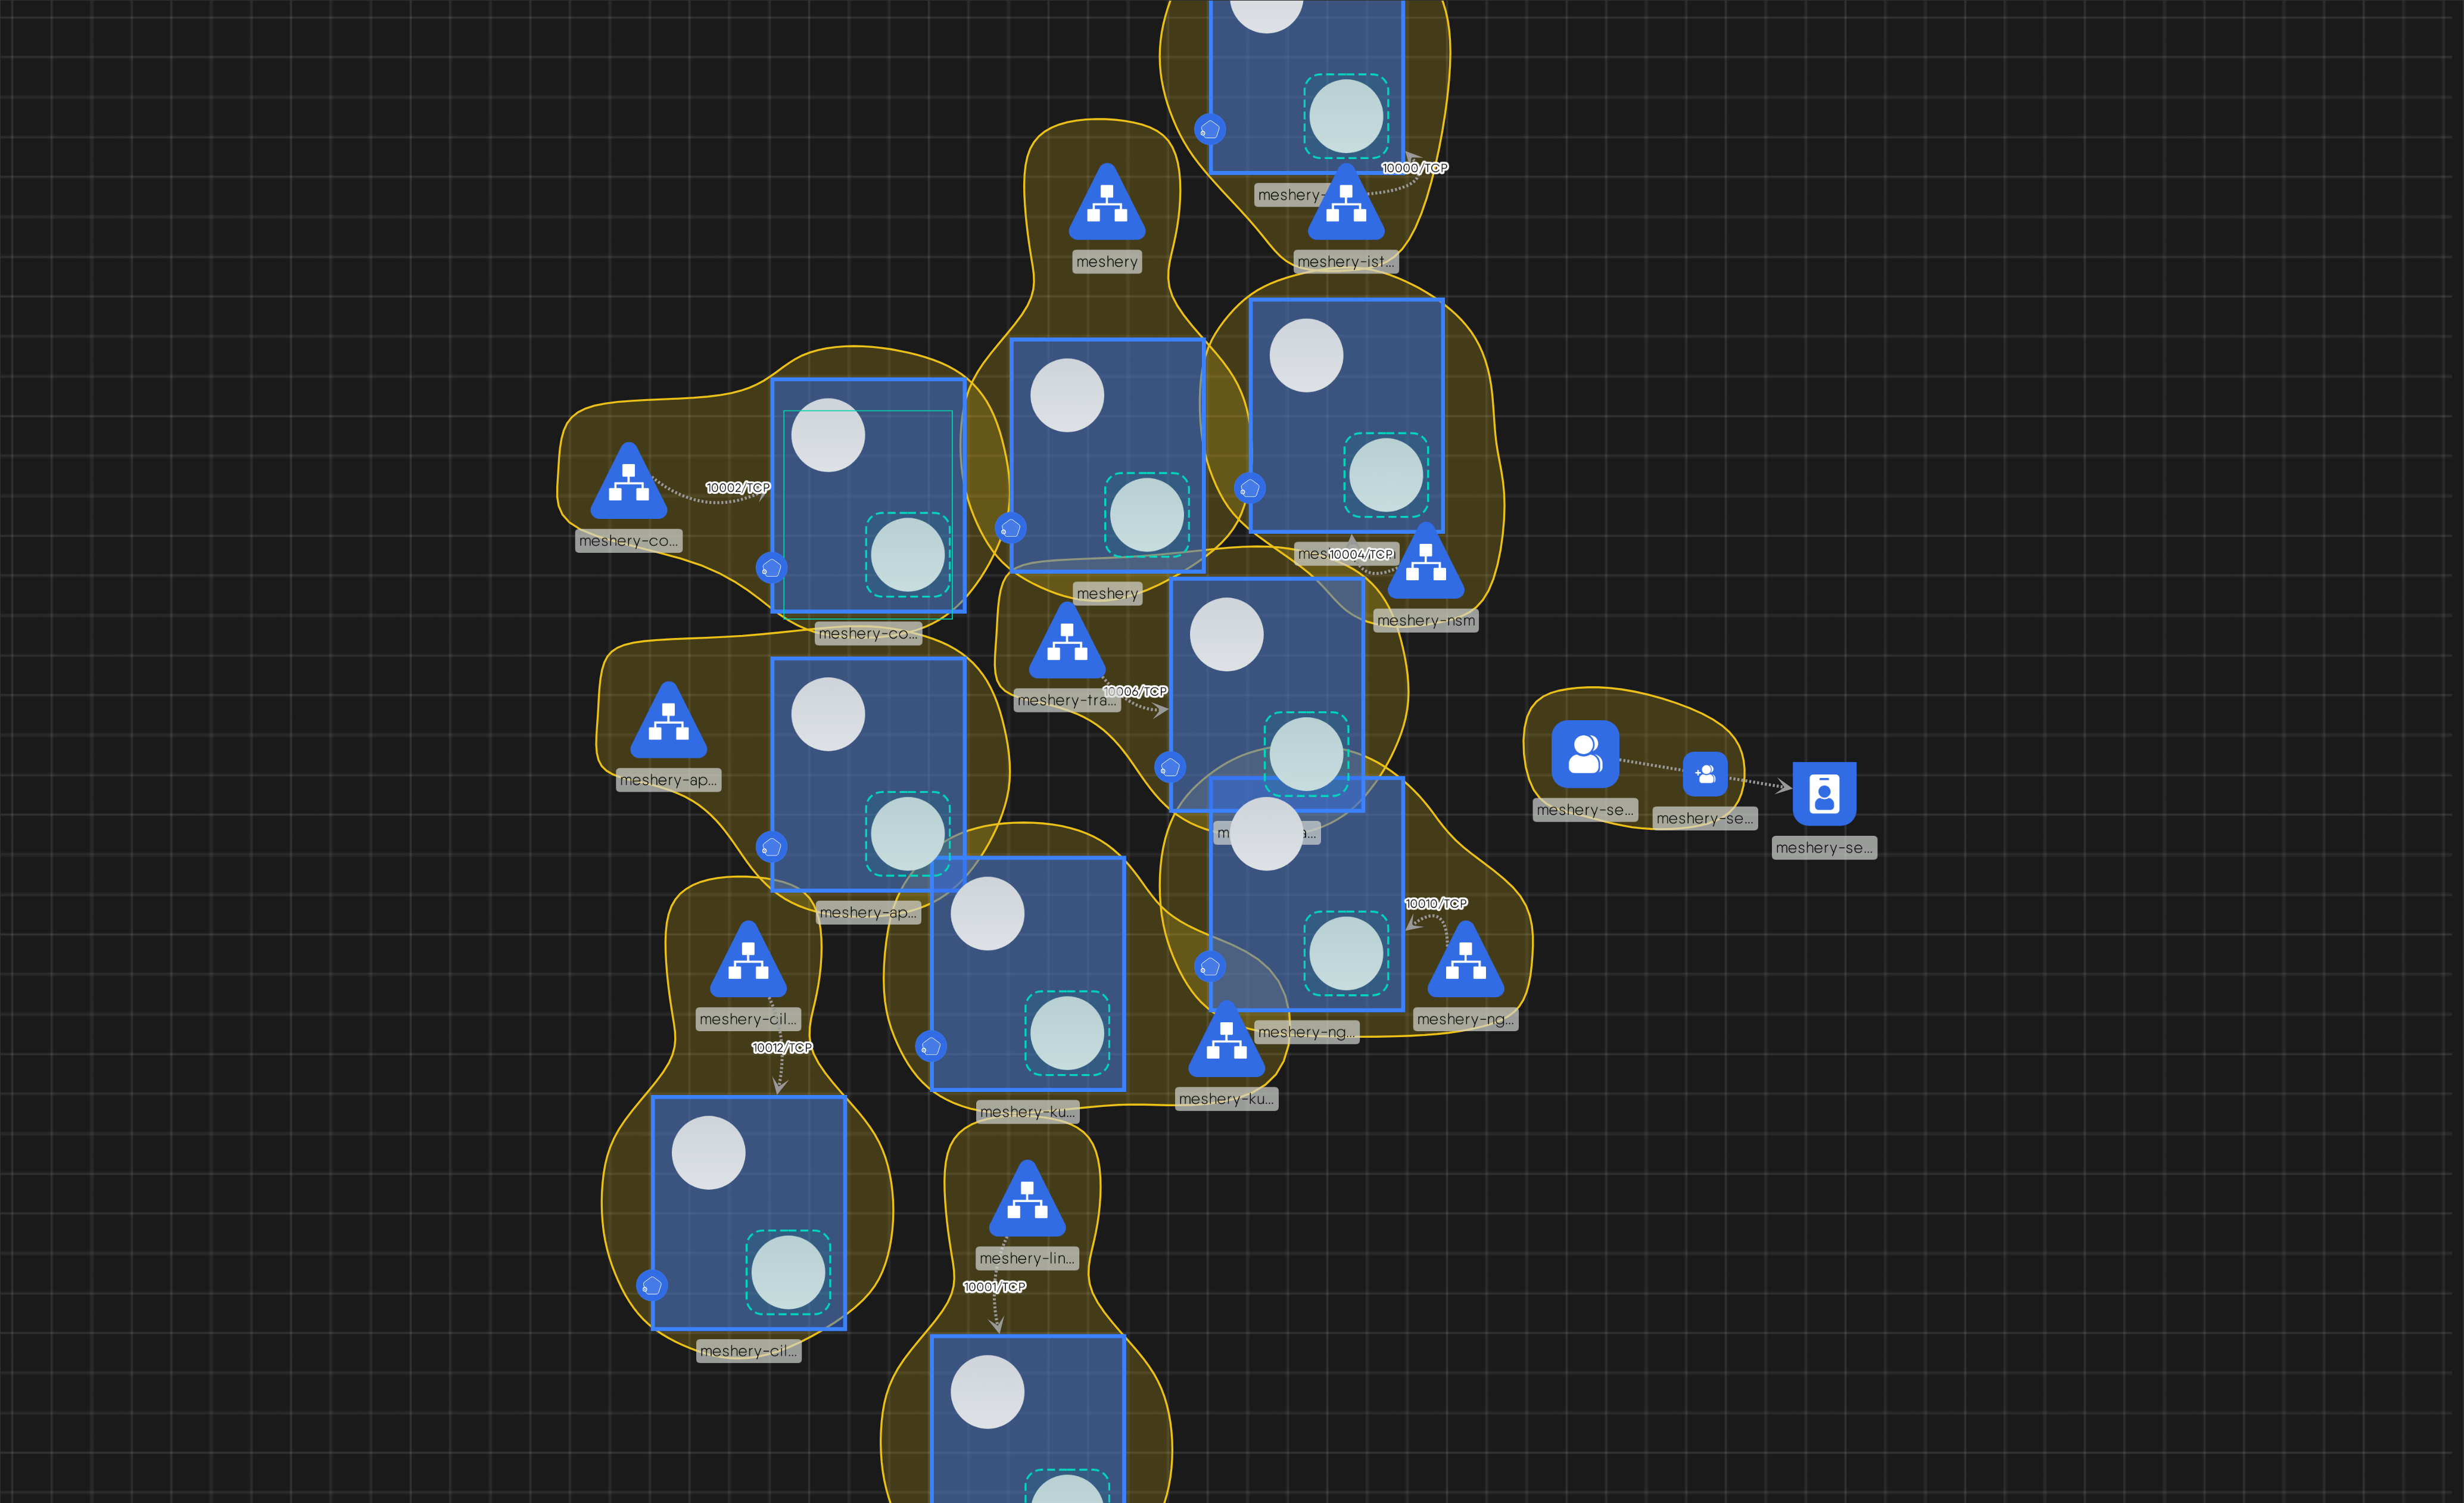 10000/TCP
meshery-
meshery
meshery-ist...
10002/TCP
meshery-co...
10004/TCP
meshery
meshery-nsm
meshery-co...
10006/TCP
meshery-tra...
meshery-ap...
meshery-se...
meshery-se...
meshery-se...
10010/TCP
meshery-ap...
meshery-cil...
meshery-ng...
meshery-ng...
10012/TCP
meshery-ku...
meshery-ku...
meshery-lin...
10001/TCP
meshery-cil...